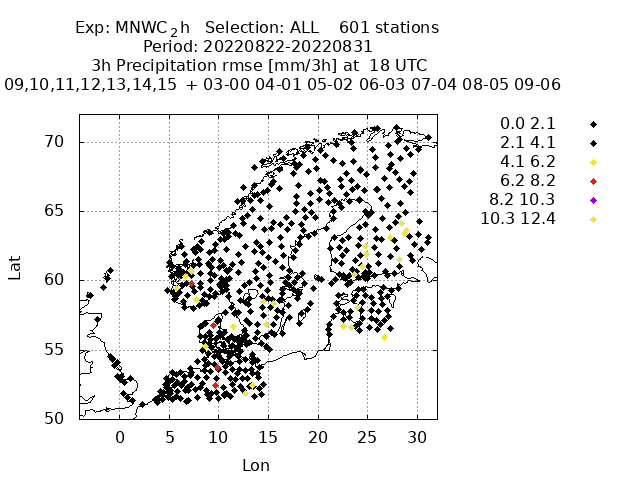 Exp: MNWC2h   Selection: ALL    601 stations
Period: 20220822-20220831
3h Precipitation rmse [mm/3h] at  18 UTC
09,10,11,12,13,14,15  + 03-00 04-01 05-02 06-03 07-04 08-05 09-06
0.0 2.1
2.1 4.1
4.1 6.2
6.2 8.2
8.2 10.3
10.3 12.4
70
65
60
55
50
Lat
0 5 10 15 20 25 30
Lon